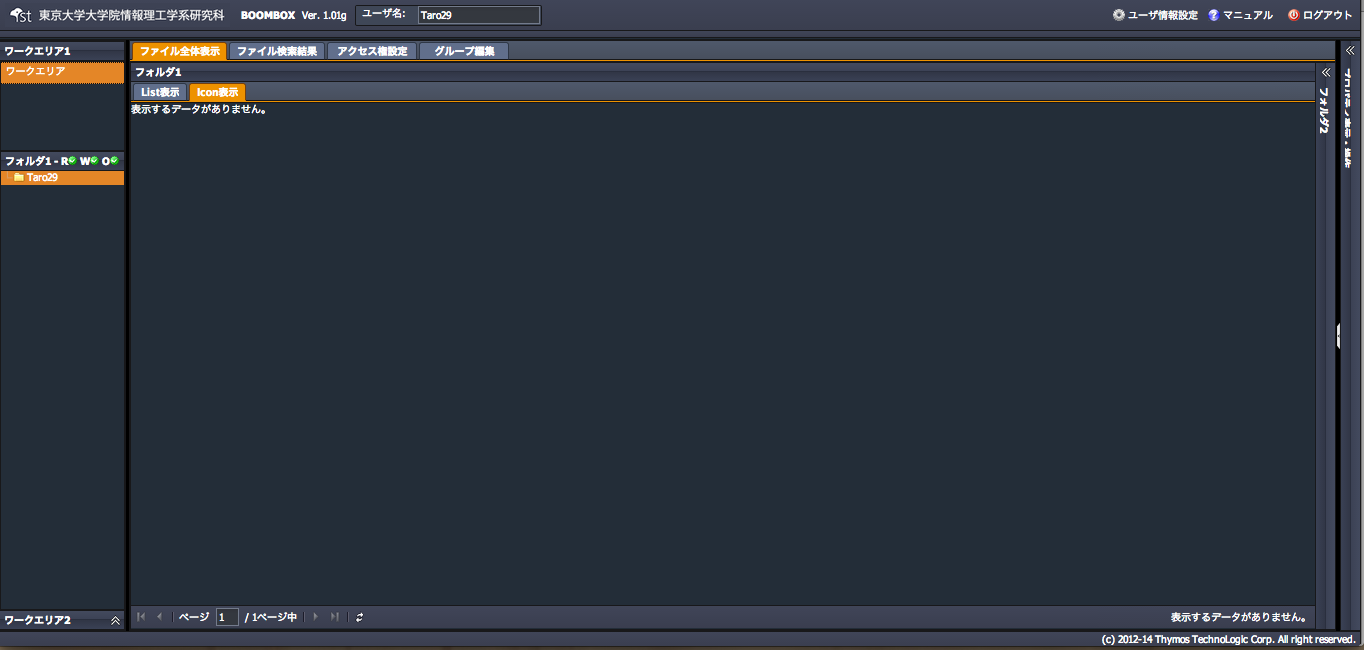 ist 東京大学大学院情報理工学系研究科 BOOMBOX Ver. 1.01g ユーザ名: Taro29 ユーザ情報設定 マニュアル ログアウト
ワークエリア1
ワークエリア
フォルダ1 - R W O
Taro29
ワークエリア2
ファイル全体表示 ファイル検索結果 アクセス権設定 グループ編集
フォルダ1
List表示 Icon表示
表示するデータがありません。
フォルダ2
ページ 1 / 1ページ中 表示するデータがありません。
(c) 2012-14 Thymos TechnoLogic Corp. All right reserved.